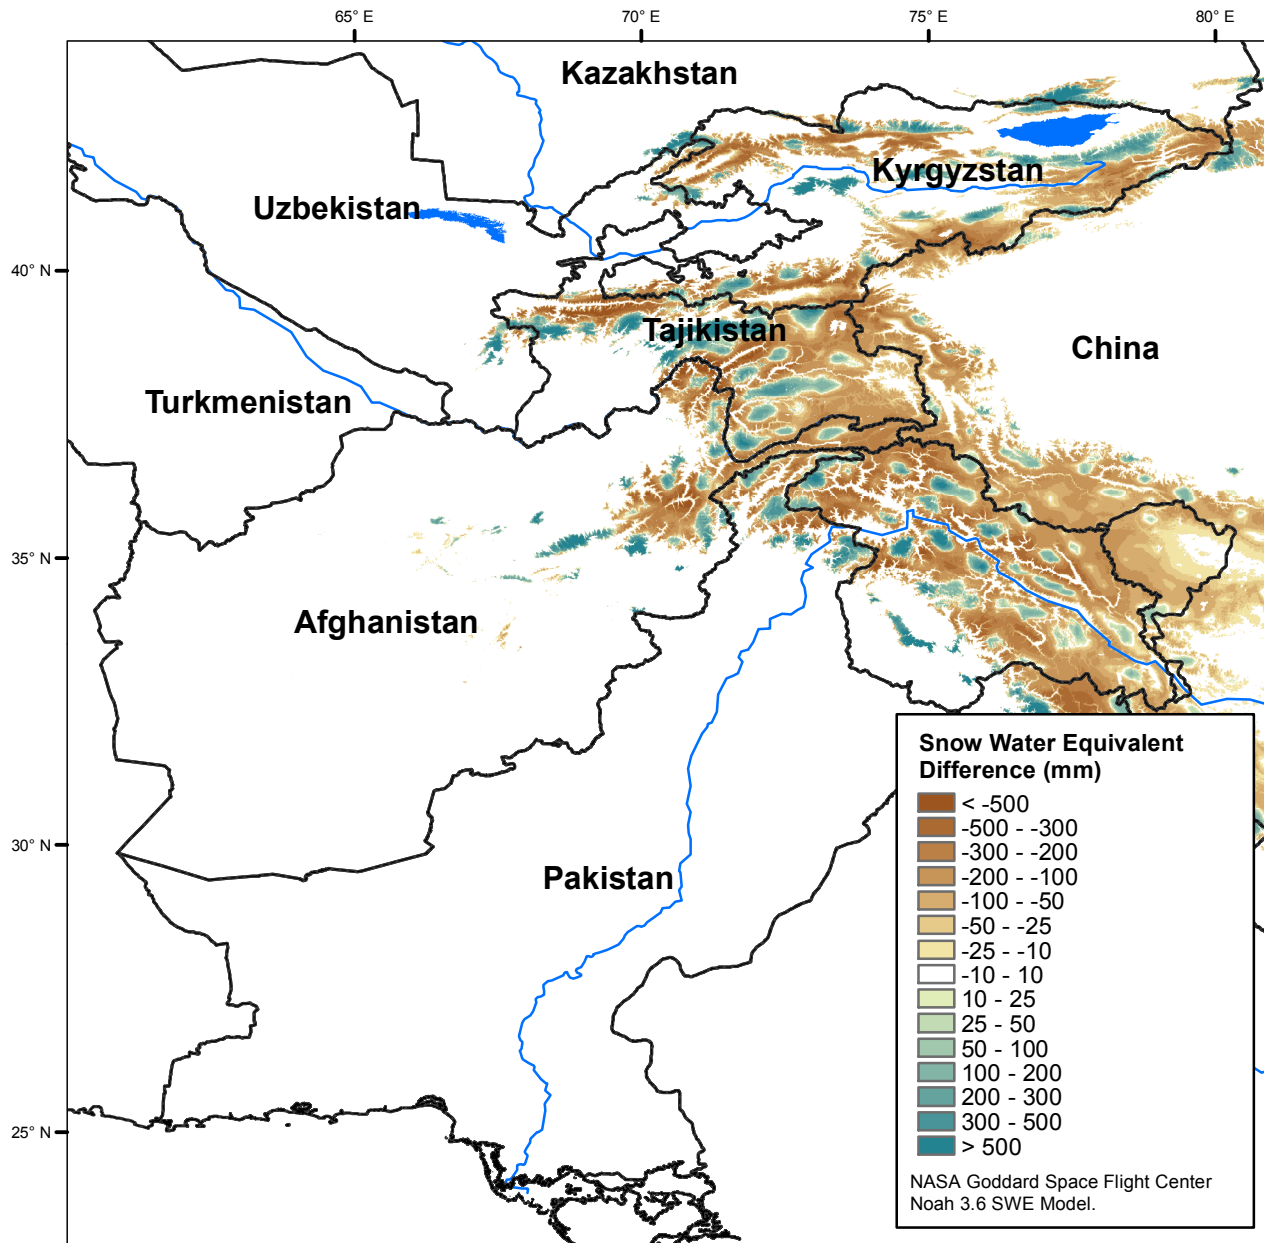 65° E
70° E
75° E
80° E
Kazakhstan
Kyrgyzstan
Uzbekistan
40° N
Tajikistan
China
Turkmenistan
35° N
Afghanistan
Snow Water Equivalent
Difference (mm)
< -500
-500 - -300
-300 - -200
-200 - -100
-100 - -50
-50 - -25
-25 - -10
-10 - 10
10 - 25
25 - 50
50 - 100
100 - 200
200 - 300
300 - 500
> 500
30° N
Pakistan
25° N
NASA Goddard Space Flight Center
Noah 3.6 SWE Model.